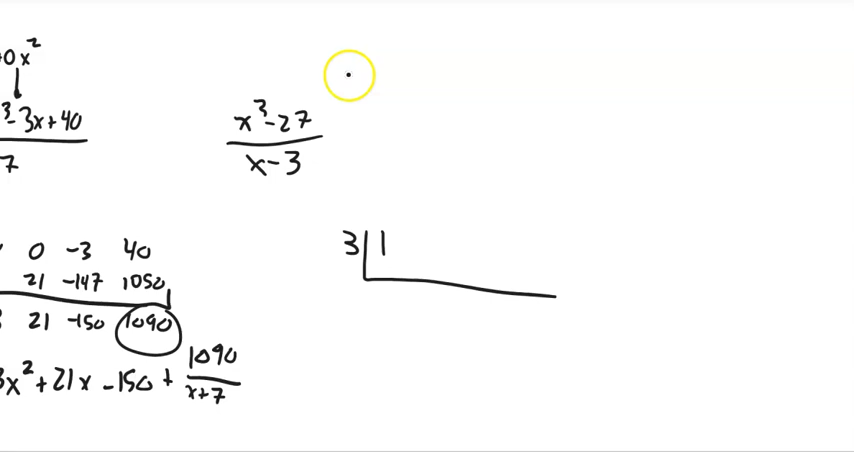 +0x²
³-3x+40
7
x³-27
x-3
0 -3 40
21 -147 1050
21 -150 1090
3x²+21x-150+ 1090
x+7
3 1